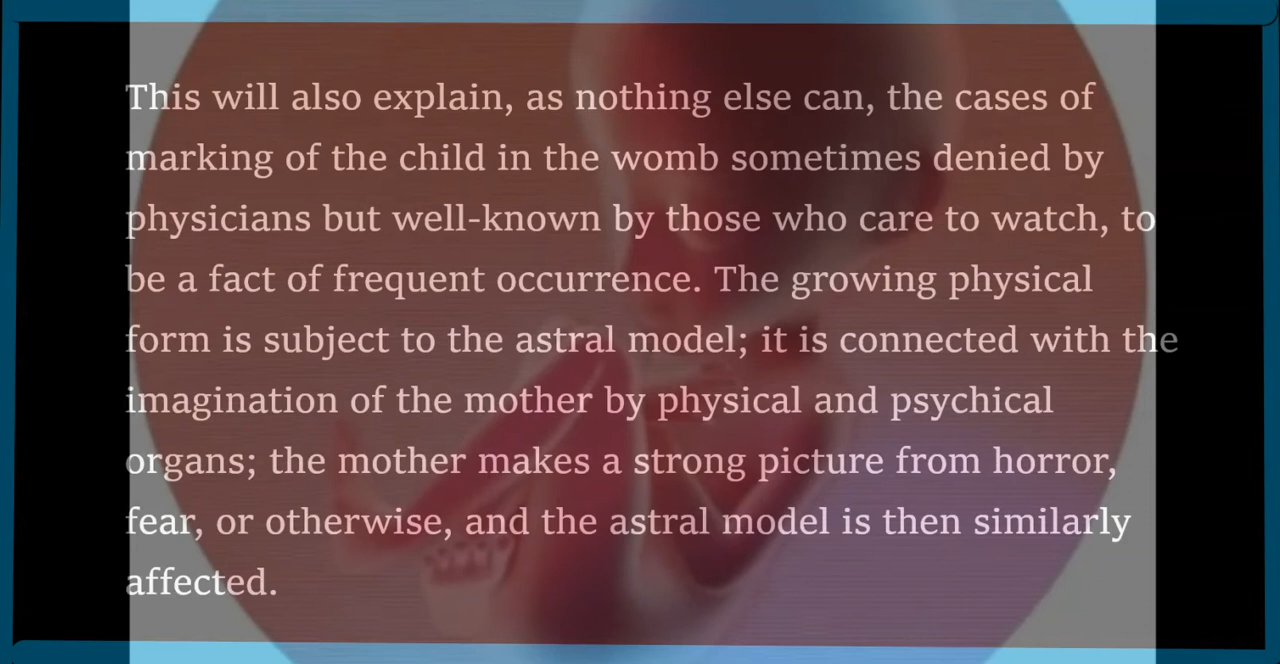 This will also explain, as nothing else can, the cases of
marking of the child in the womb sometimes denied by
physicians but well-known by those who care to watch, to
be a fact of frequent occurrence. The growing physical
form is subject to the astral model; it is connected with the
imagination of the mother by physical and psychical
organs; the mother makes a strong picture from horror,
fear, or otherwise, and the astral model is then similarly
affected.